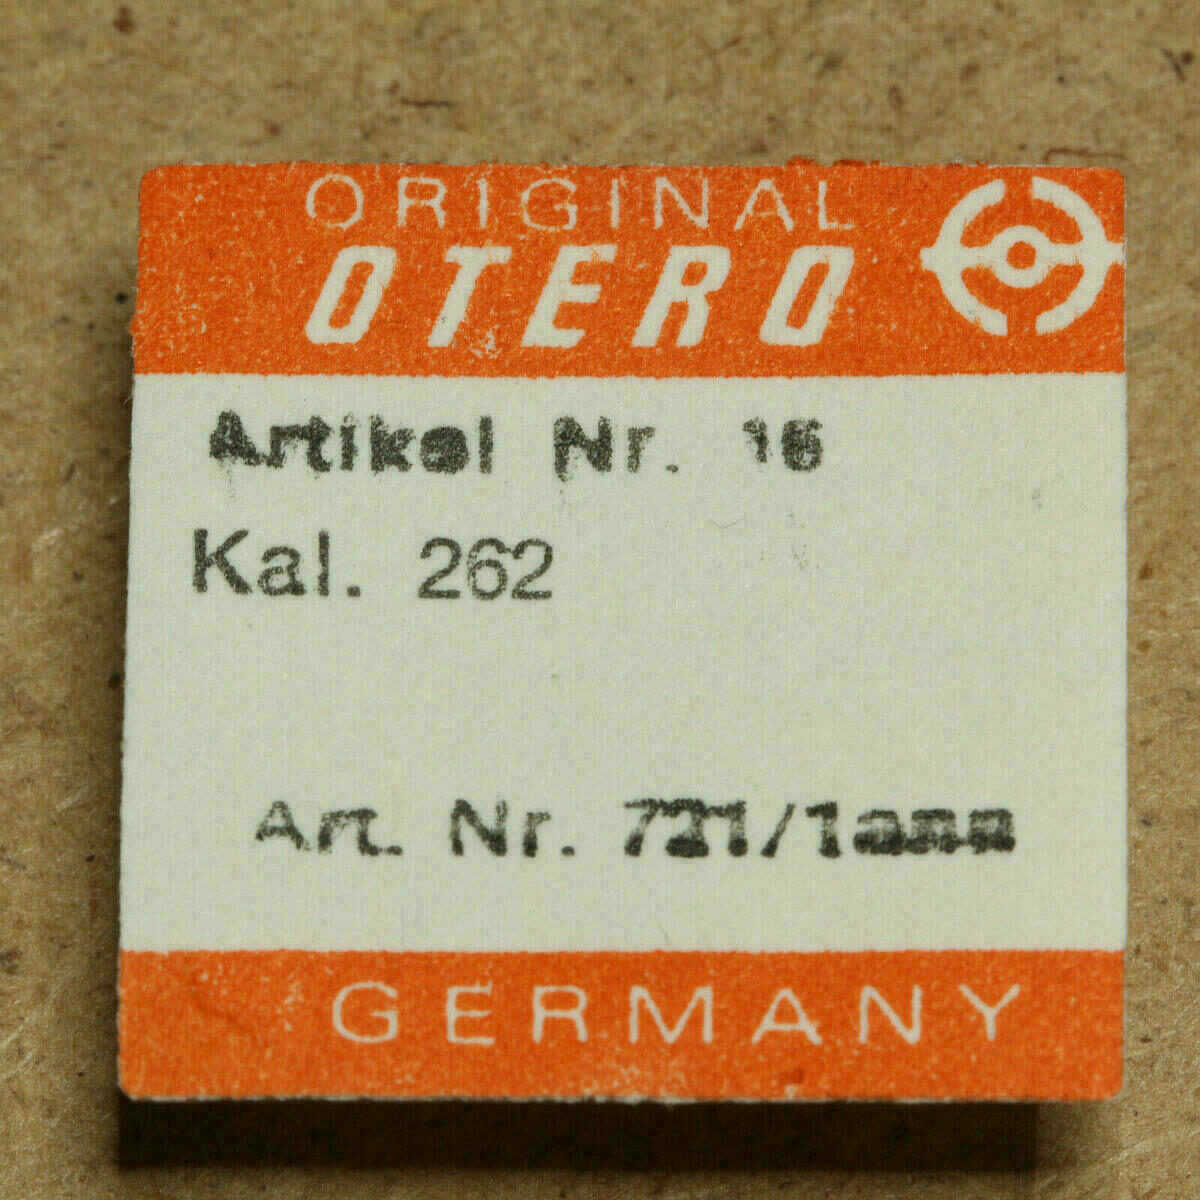 ORIGINAL
OTERO
Artikel Nr. 16
Kal. 262
Art. Nr. 721/1
GERMANY